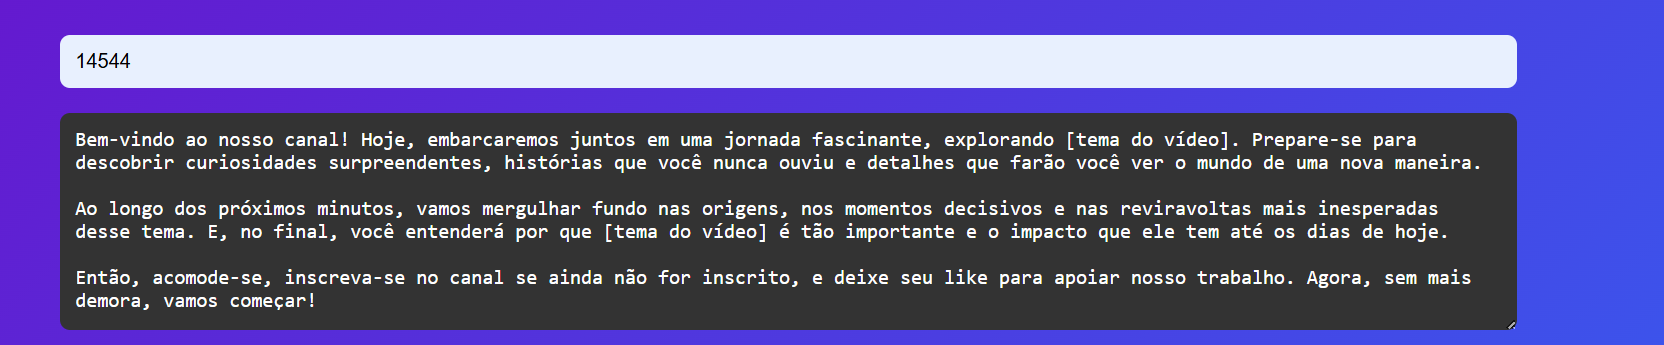 14544
Bem-vindo ao nosso canal! Hoje, embarcaremos juntos em uma jornada fascinante, explorando [tema do vídeo]. Prepare-se para
descobrir curiosidades surpreendentes, histórias que você nunca ouviu e detalhes que farão você ver o mundo de uma nova maneira.
Ao longo dos próximos minutos, vamos mergulhar fundo nas origens, nos momentos decisivos e nas reviravoltas mais inesperadas
desse tema. E, no final, você entenderá por que [tema do vídeo] é tão importante e o impacto que ele tem até os dias de hoje.
Então, acomode-se, inscreva-se no canal se ainda não for inscrito, e deixe seu like para apoiar nosso trabalho. Agora, sem mais
demora, vamos começar!